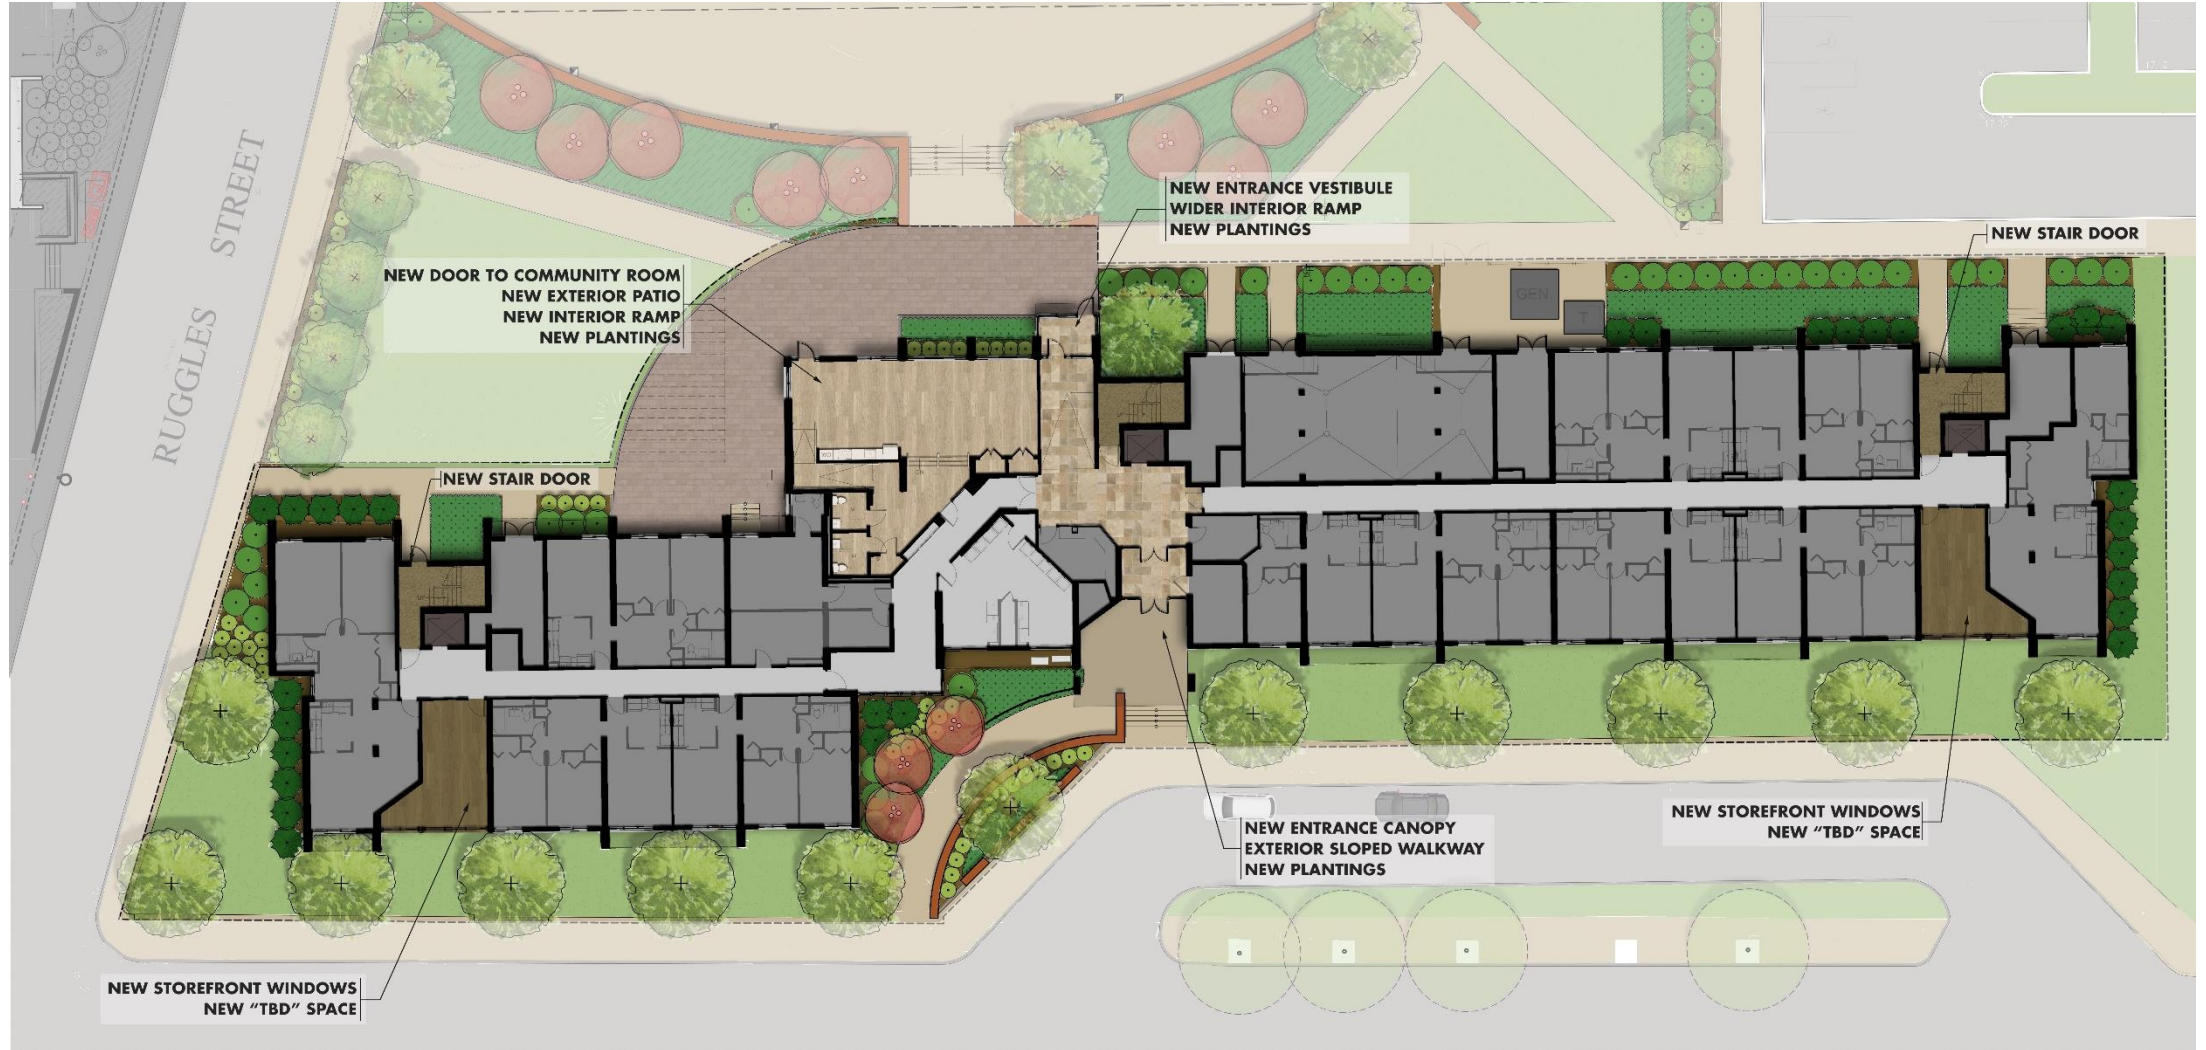 RUGGLES STREET
NEW ENTRANCE VESTIBULE
WIDER INTERIOR RAMP
NEW PLANTINGS
NEW STAIR DOOR
NEW DOOR TO COMMUNITY ROOM
NEW EXTERIOR PATIO
NEW INTERIOR RAMP
NEW PLANTINGS
GEN
T
NEW STAIR DOOR
NEW STOREFRONT WINDOWS
NEW “TBD” SPACE
NEW ENTRANCE CANOPY
EXTERIOR SLOPED WALKWAY
NEW PLANTINGS
NEW STOREFRONT WINDOWS
NEW “TBD” SPACE